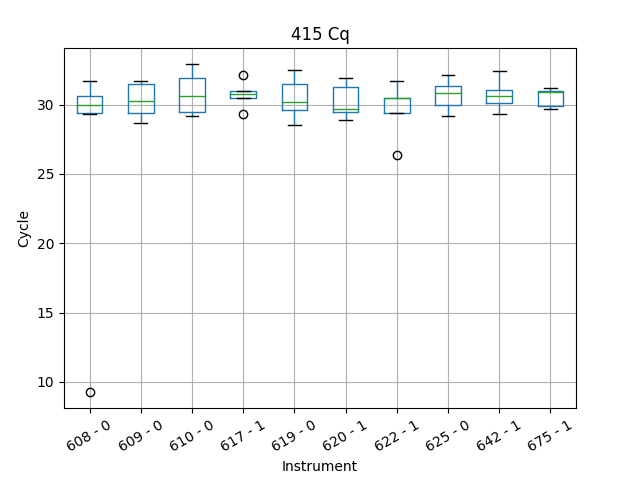 415 Cq
Cycle
30
25
20
15
10
608 - 0
609 - 0
610 - 0
617 - 1
619 - 0
620 - 1
622 - 1
625 - 0
642 - 1
675 - 1
Instrument